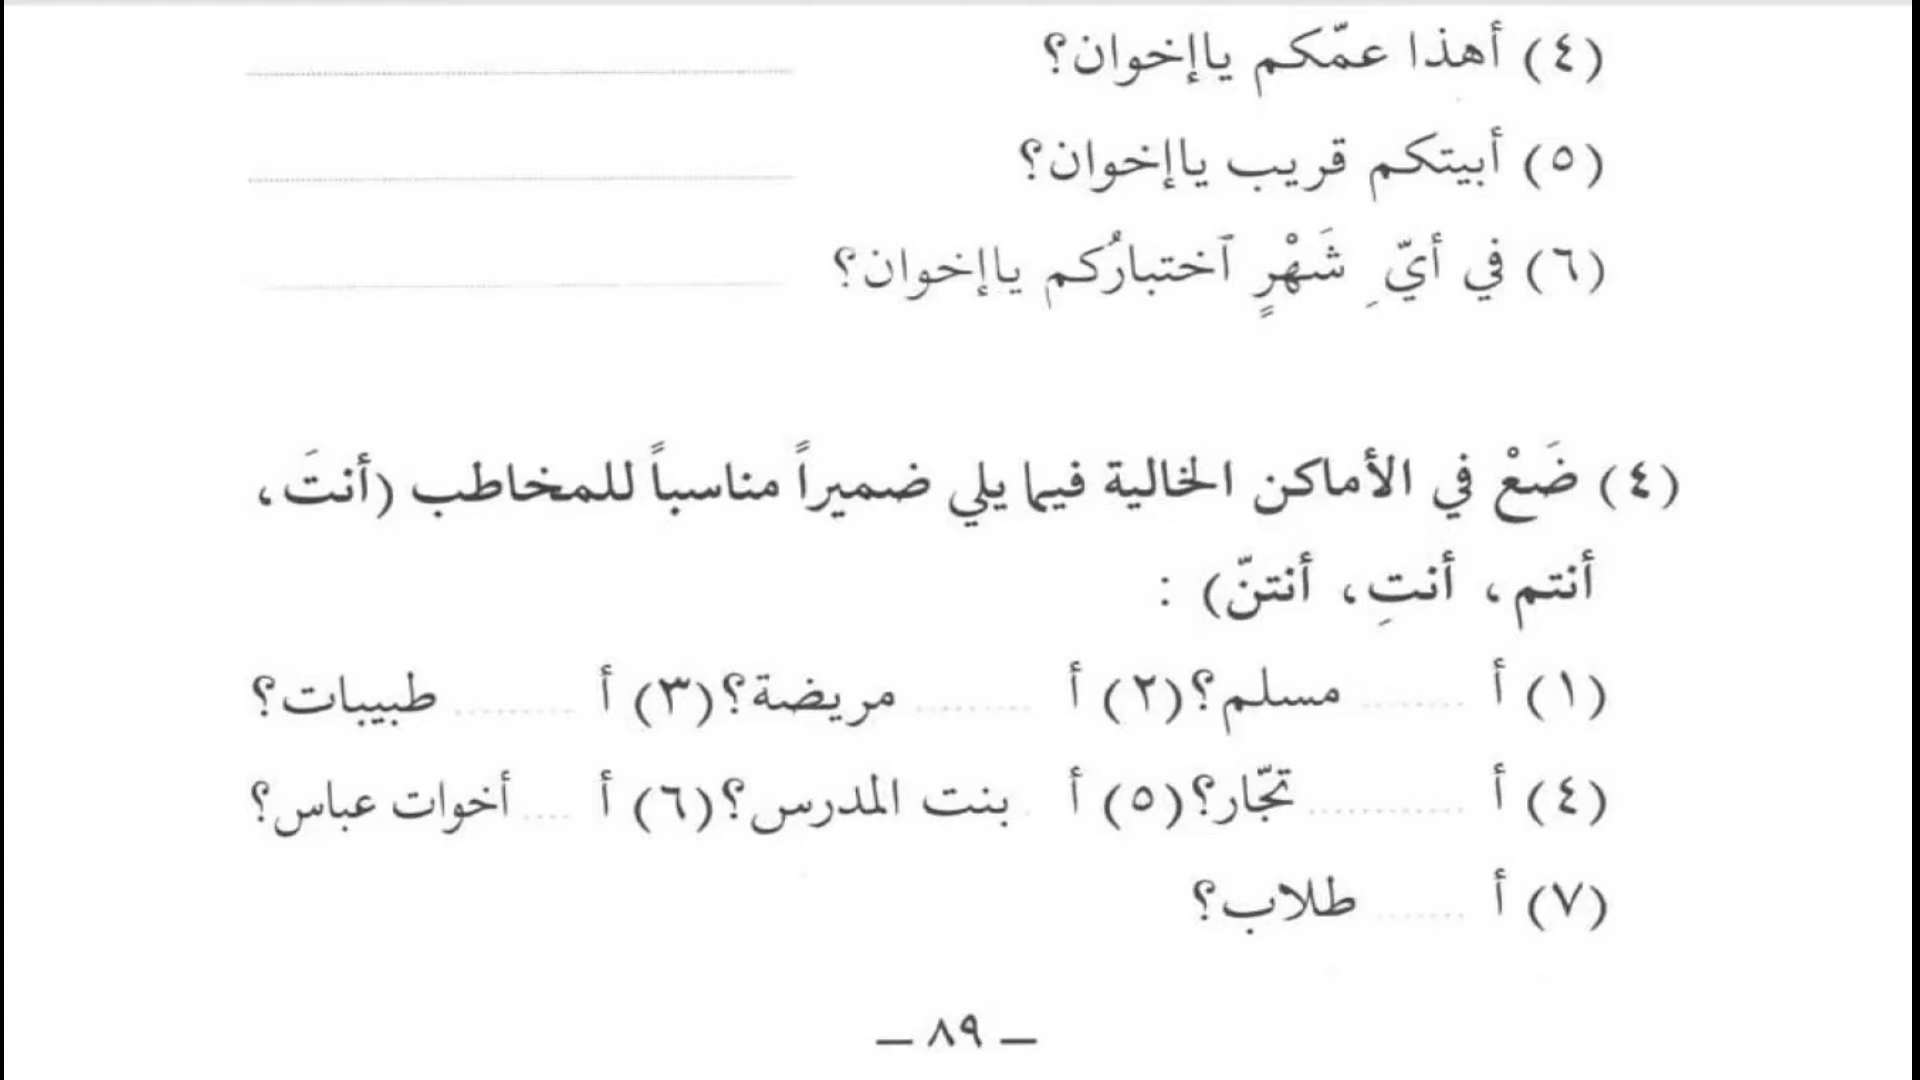 (٤) أهذا عمّكم ياإخوان؟
(٥) أبيتكم قريب ياإخوان؟
(٦) في أيّ ِ شَهْرٍ ٱختبارُكم ياإخوان؟
(٤) ضَعْ في الأماكن الخالية فيما يلي ضميراً مناسباً للمخاطب (أنتَ،
أنتم، أنتِ، أنتنّ) :
(١) أ ........ مسلم؟ (٢) أ ........ مريضة؟ (٣) أ ........ طبيبات؟
(٤) أ ........ تجّار؟ (٥) أ . بنت المدرس؟ (٦) أ .... أخوات عباس؟
(٧) أ ...... طلاب؟
— ٨٩ —